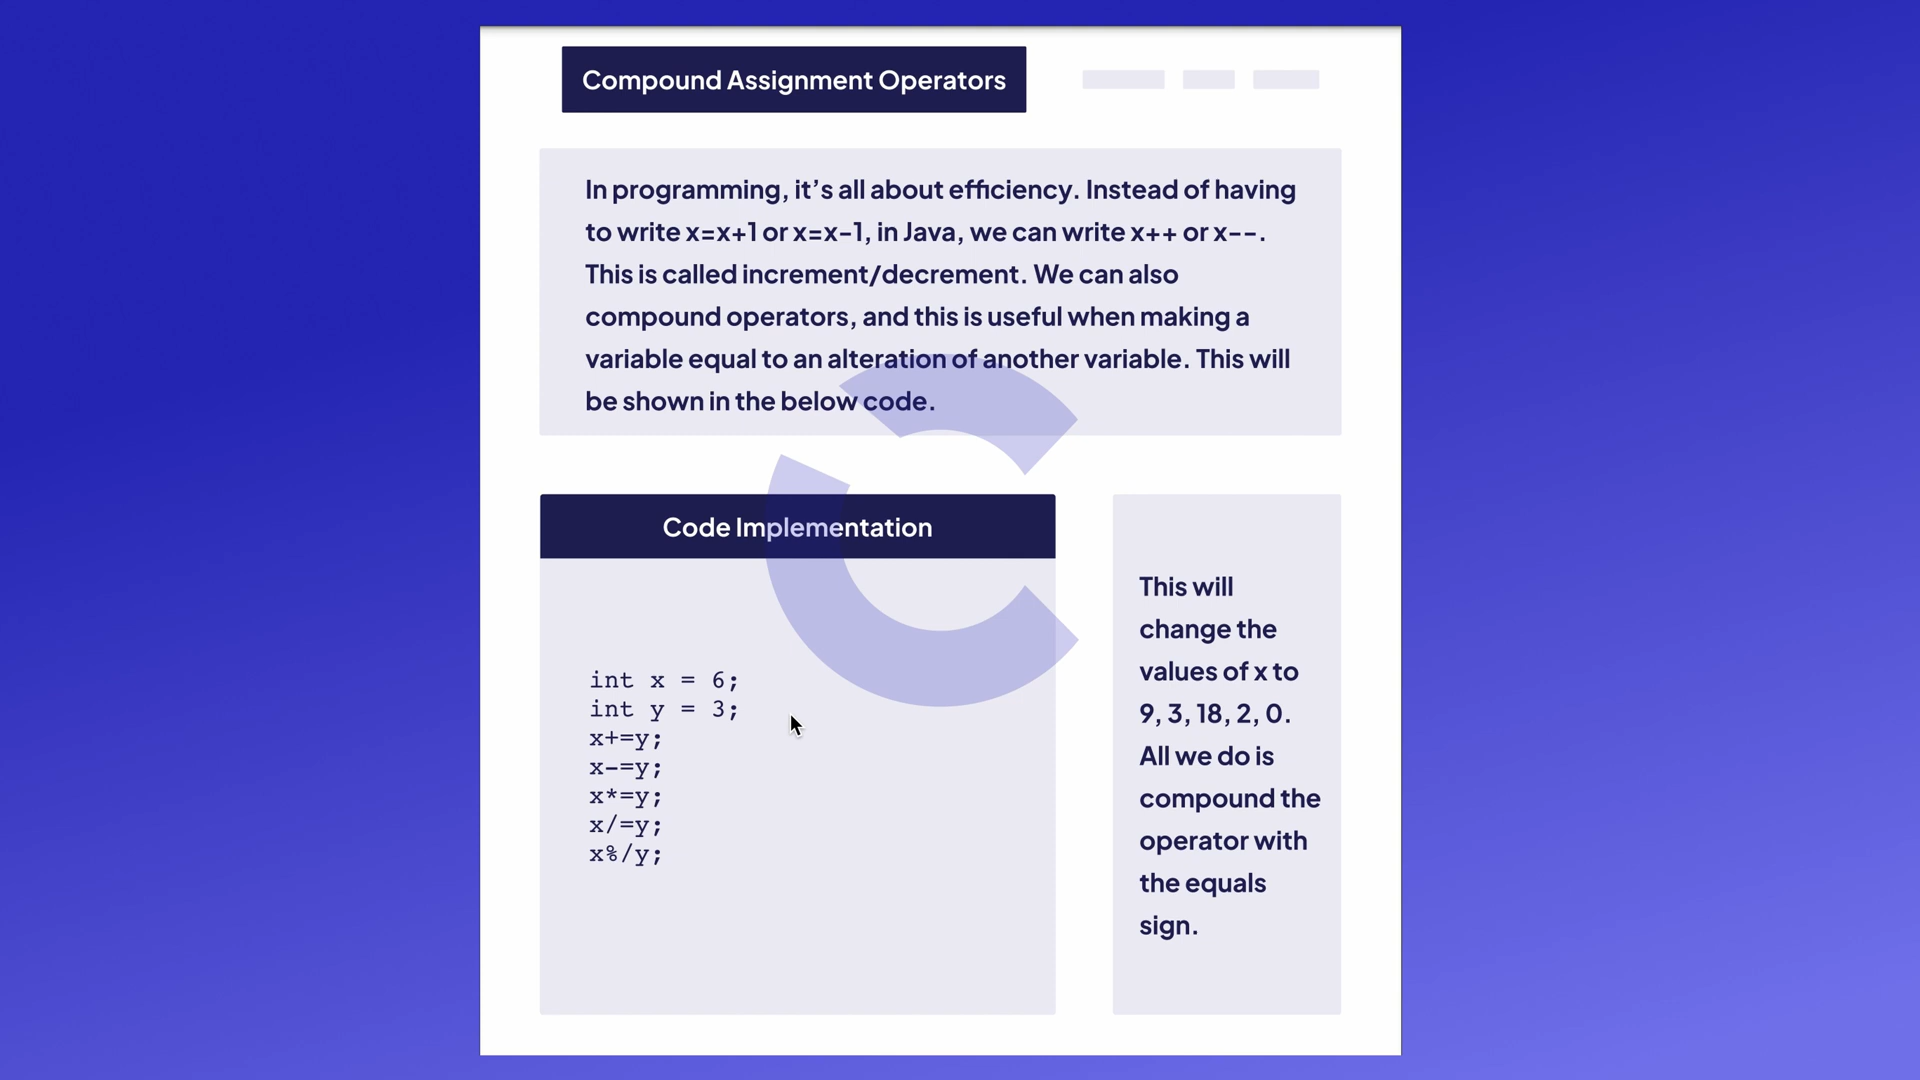 Compound Assignment Operators
In programming, it’s all about efficiency. Instead of having
to write x=x+1 or x=x-1, in Java, we can write x++ or x--.
This is called increment/decrement. We can also
compound operators, and this is useful when making a
variable equal to an alteration of another variable. This will
be shown in the below code.
Code Implementation
int x = 6;
int y = 3;
x+=y;
x-=y;
x*=y;
x/=y;
x%/y;
This will
change the
values of x to
9, 3, 18, 2, 0.
All we do is
compound the
operator with
the equals
sign.